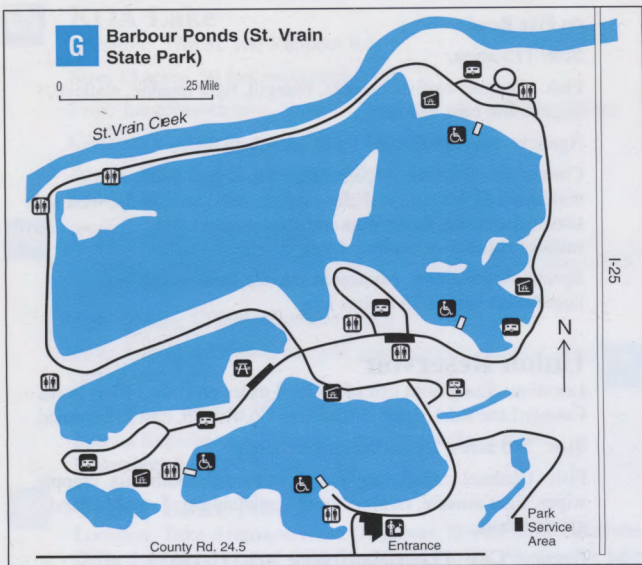 G
Barbour Ponds (St. Vrain
State Park)
0 .25 Mile
St. Vrain Creek
I-25
N
Park
Service
Area
County Rd. 24.5
Entrance